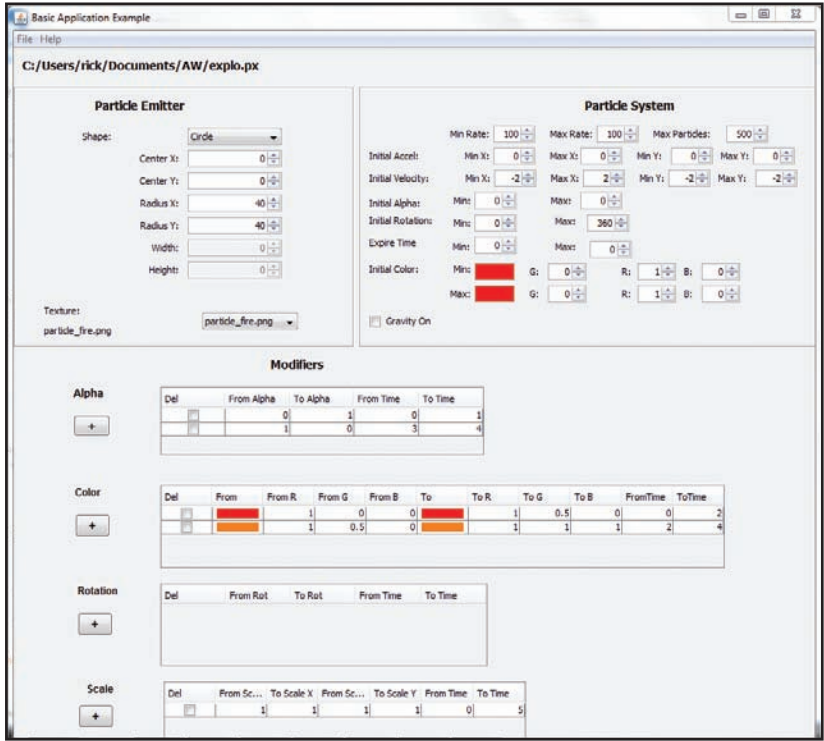 Basic Application Example
File Help
C:/Users/rick/Documents/AW/explo.px
Particle Emitter
Shape: Circle
Center X: 0
Center Y: 0
Radius X: 40
Radius Y: 40
Width: 0
Height: 0
Texture:
particle_fire.png
particle_fire.png
Particle System
Min Rate: 100 Max Rate: 100 Max Particles: 500
Initial Accel: Min X: 0 Max X: 0 Min Y: 0 Max Y: 0
Initial Velocity: Min X: -2 Max X: 2 Min Y: -2 Max Y: -2
Initial Alpha: Min: 0 Max: 0
Initial Rotation: Min: 0 Max: 360
Expire Time Min: 0 Max: 0
Initial Color: Min: G: 0 R: 1 B: 0
Max: G: 0 R: 1 B: 0
Gravity On
Modifiers
Alpha
+
Del From Alpha To Alpha From Time To Time
0 1 0 1
1 0 3 4
Color
+
Del From From R From G From B To To R To G To B FromTime ToTime
1 0 0 1 0.5 0 0 2
1 0.5 0 1 1 1 2 4
Rotation
+
Del From Rot To Rot From Time To Time
Scale
+
Del From Sc... To Scale X From Sc... To Scale Y From Time To Time
1 1 1 1 0 5